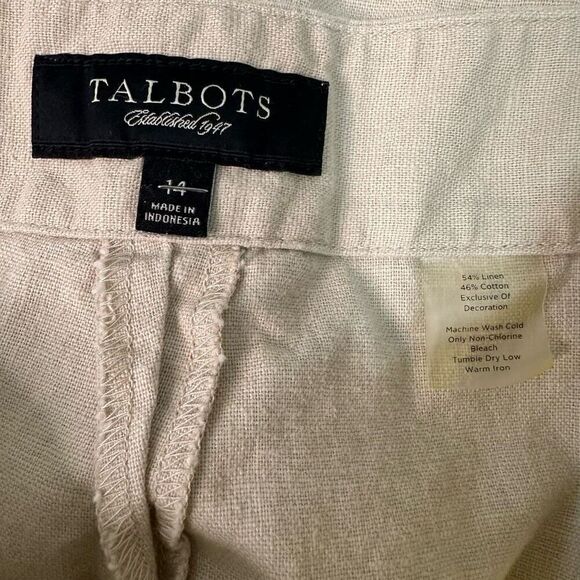 TALBOTS
Established 1947
14
MADE IN
INDONESIA
54% Linen
46% Cotton
Exclusive Of
Decoration
Machine Wash Cold
Only Non-Chlorine
Bleach
Tumble Dry Low
Warm Iron